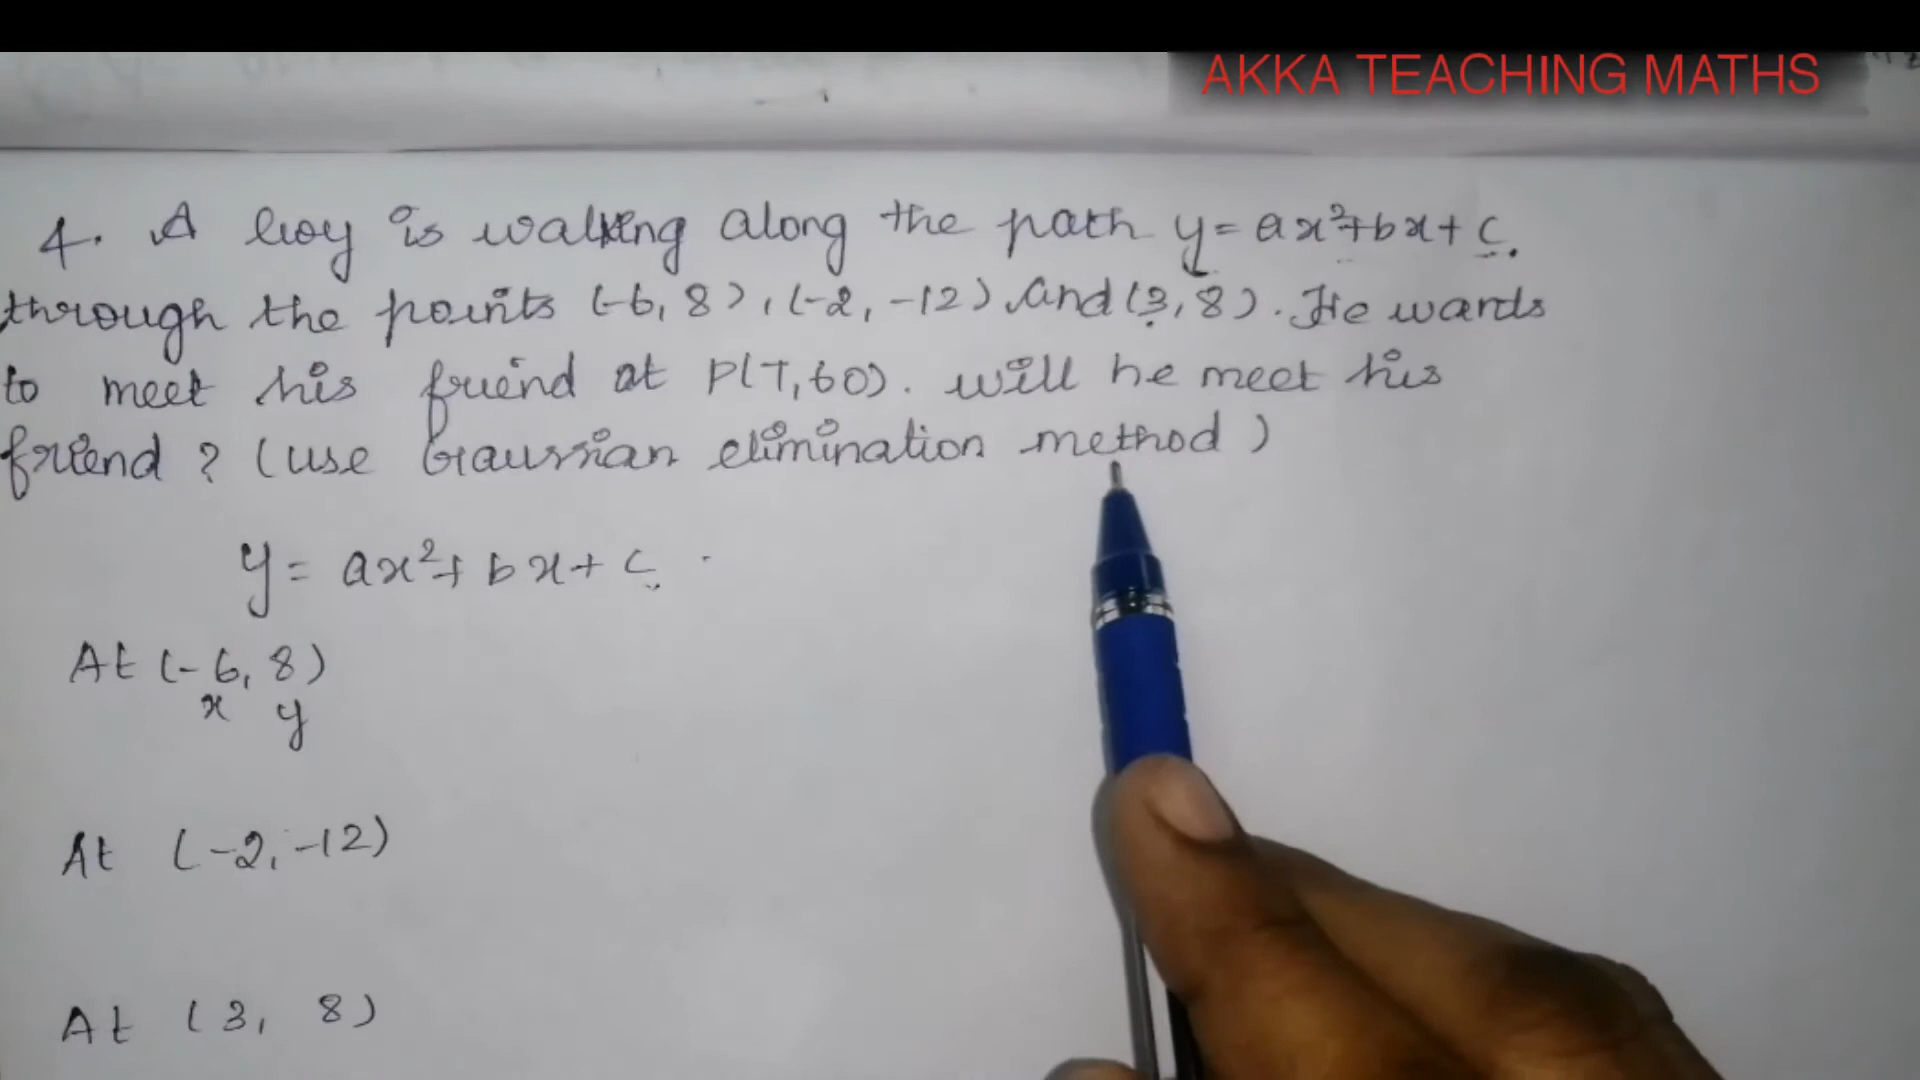 AKKA TEACHING MATHS
4. A boy is walking along the path y = ax²+bx+c.
through the points (-6, 8), (-2, -12) and (3, 8). He wards
to meet his friend at P(7, 60). will he meet his
friend ? (use Gaussian elimination method)
y = ax²+ bx+ c
At (-6, 8)
x y
At (-2, -12)
At (3, 8)